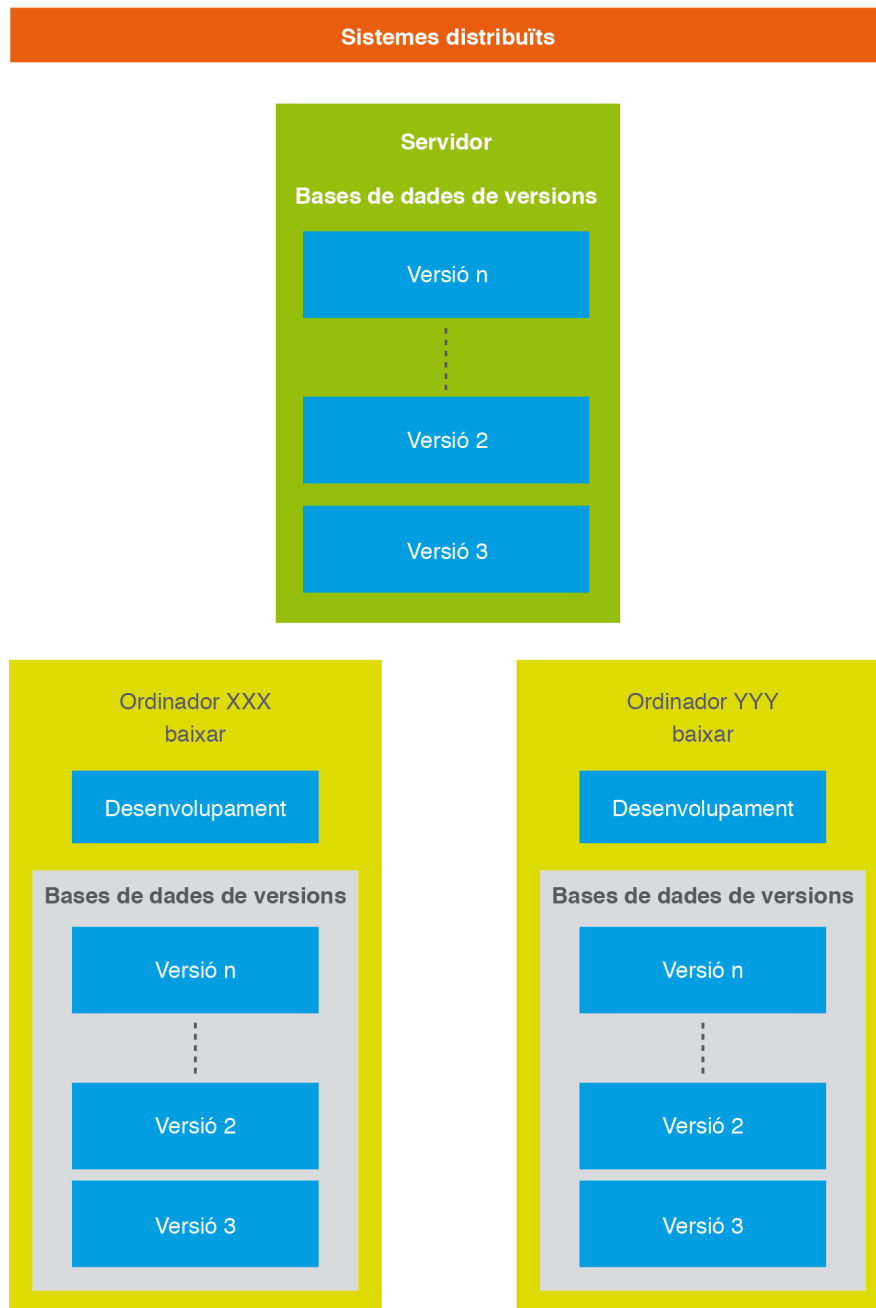 Sistemes distribuïts
Servidor
Bases de dades de versions
Versió n
Versió 2
Versió 3
Ordinador XXX
baixar
Desenvolupament
Bases de dades de versions
Versió n
Versió 2
Versió 3
Ordinador YYY
baixar
Desenvolupament
Bases de dades de versions
Versió n
Versió 2
Versió 3